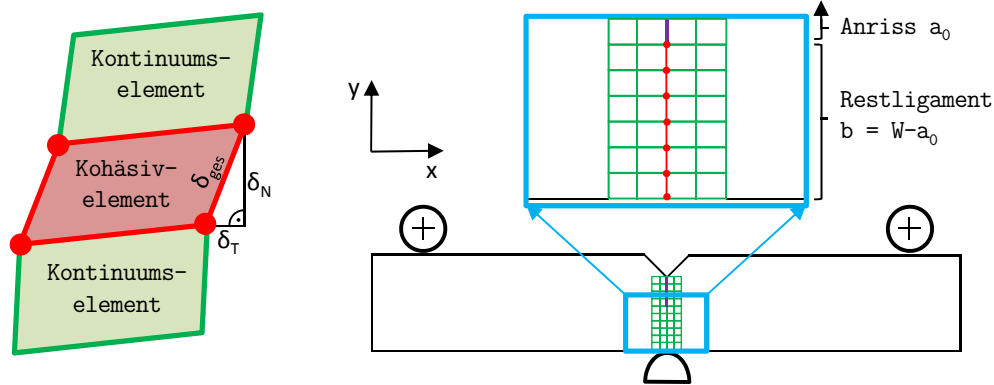 Kontinuums-
element
Kohäsiv-
element
δges
δN
δT
Kontinuums-
element
y
x
Anriss a0
Restligament
b = W-a0